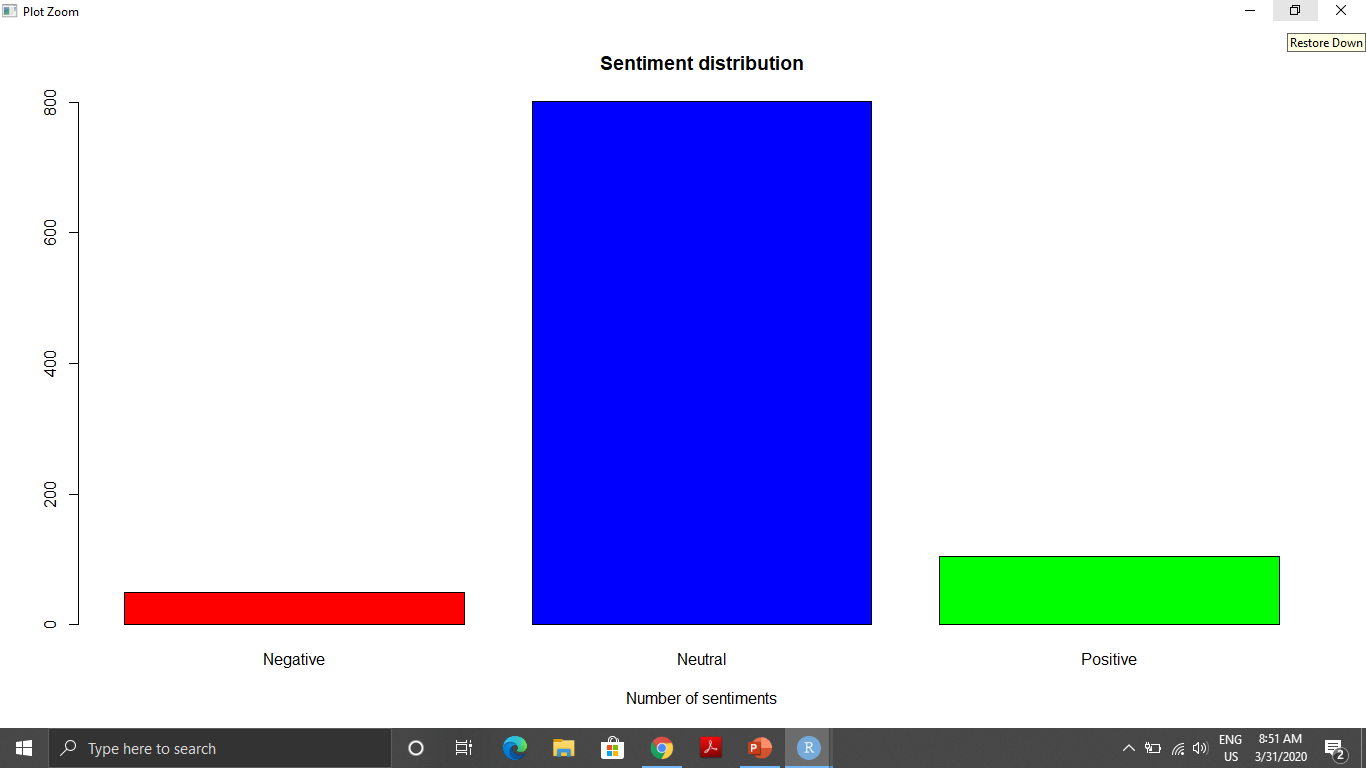 Plot Zoom
Restore Down
Sentiment distribution
800
600
400
200
0
Negative
Neutral
Positive
Number of sentiments
Type here to search
P
R
ENG
US
8:51 AM
3/31/2020
2